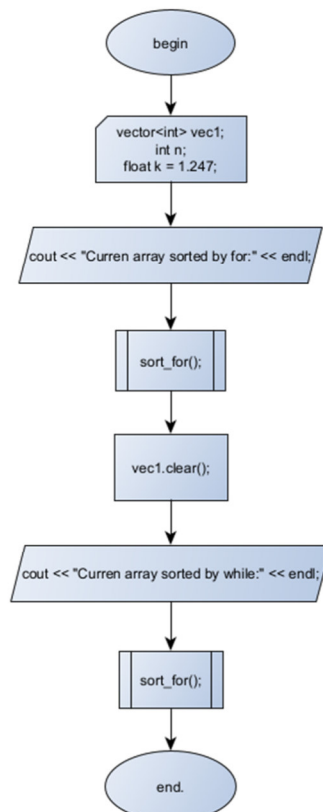 begin
vector<int> vec1;
int n;
float k = 1.247;
cout << "Curren array sorted by for:" << endl;
sort_for();
vec1.clear();
cout << "Curren array sorted by while:" << endl;
sort_for();
end.